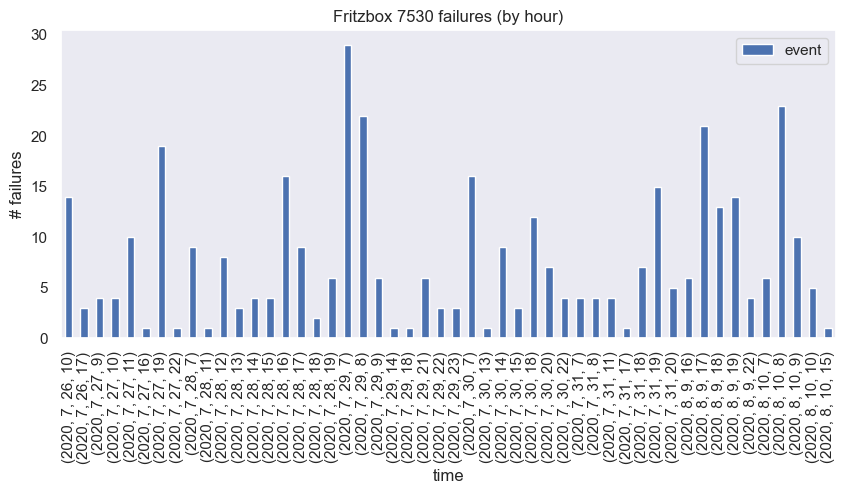 Fritzbox 7530 failures (by hour)
event
# failures
30
25
20
15
10
5
0
(2020, 7, 26, 10)
(2020, 7, 26, 17)
(2020, 7, 27, 9)
(2020, 7, 27, 10)
(2020, 7, 27, 11)
(2020, 7, 27, 16)
(2020, 7, 27, 19)
(2020, 7, 27, 22)
(2020, 7, 28, 7)
(2020, 7, 28, 11)
(2020, 7, 28, 12)
(2020, 7, 28, 13)
(2020, 7, 28, 14)
(2020, 7, 28, 15)
(2020, 7, 28, 16)
(2020, 7, 28, 17)
(2020, 7, 28, 18)
(2020, 7, 28, 19)
(2020, 7, 29, 7)
(2020, 7, 29, 8)
(2020, 7, 29, 9)
(2020, 7, 29, 14)
(2020, 7, 29, 18)
(2020, 7, 29, 21)
(2020, 7, 29, 22)
(2020, 7, 29, 23)
(2020, 7, 30, 7)
(2020, 7, 30, 13)
(2020, 7, 30, 14)
(2020, 7, 30, 15)
(2020, 7, 30, 18)
(2020, 7, 30, 20)
(2020, 7, 30, 22)
(2020, 7, 31, 7)
(2020, 7, 31, 8)
(2020, 7, 31, 11)
(2020, 7, 31, 17)
(2020, 7, 31, 18)
(2020, 7, 31, 19)
(2020, 7, 31, 20)
(2020, 8, 9, 16)
(2020, 8, 9, 17)
(2020, 8, 9, 18)
(2020, 8, 9, 19)
(2020, 8, 9, 22)
(2020, 8, 10, 7)
(2020, 8, 10, 8)
(2020, 8, 10, 9)
(2020, 8, 10, 10)
(2020, 8, 10, 15)
time